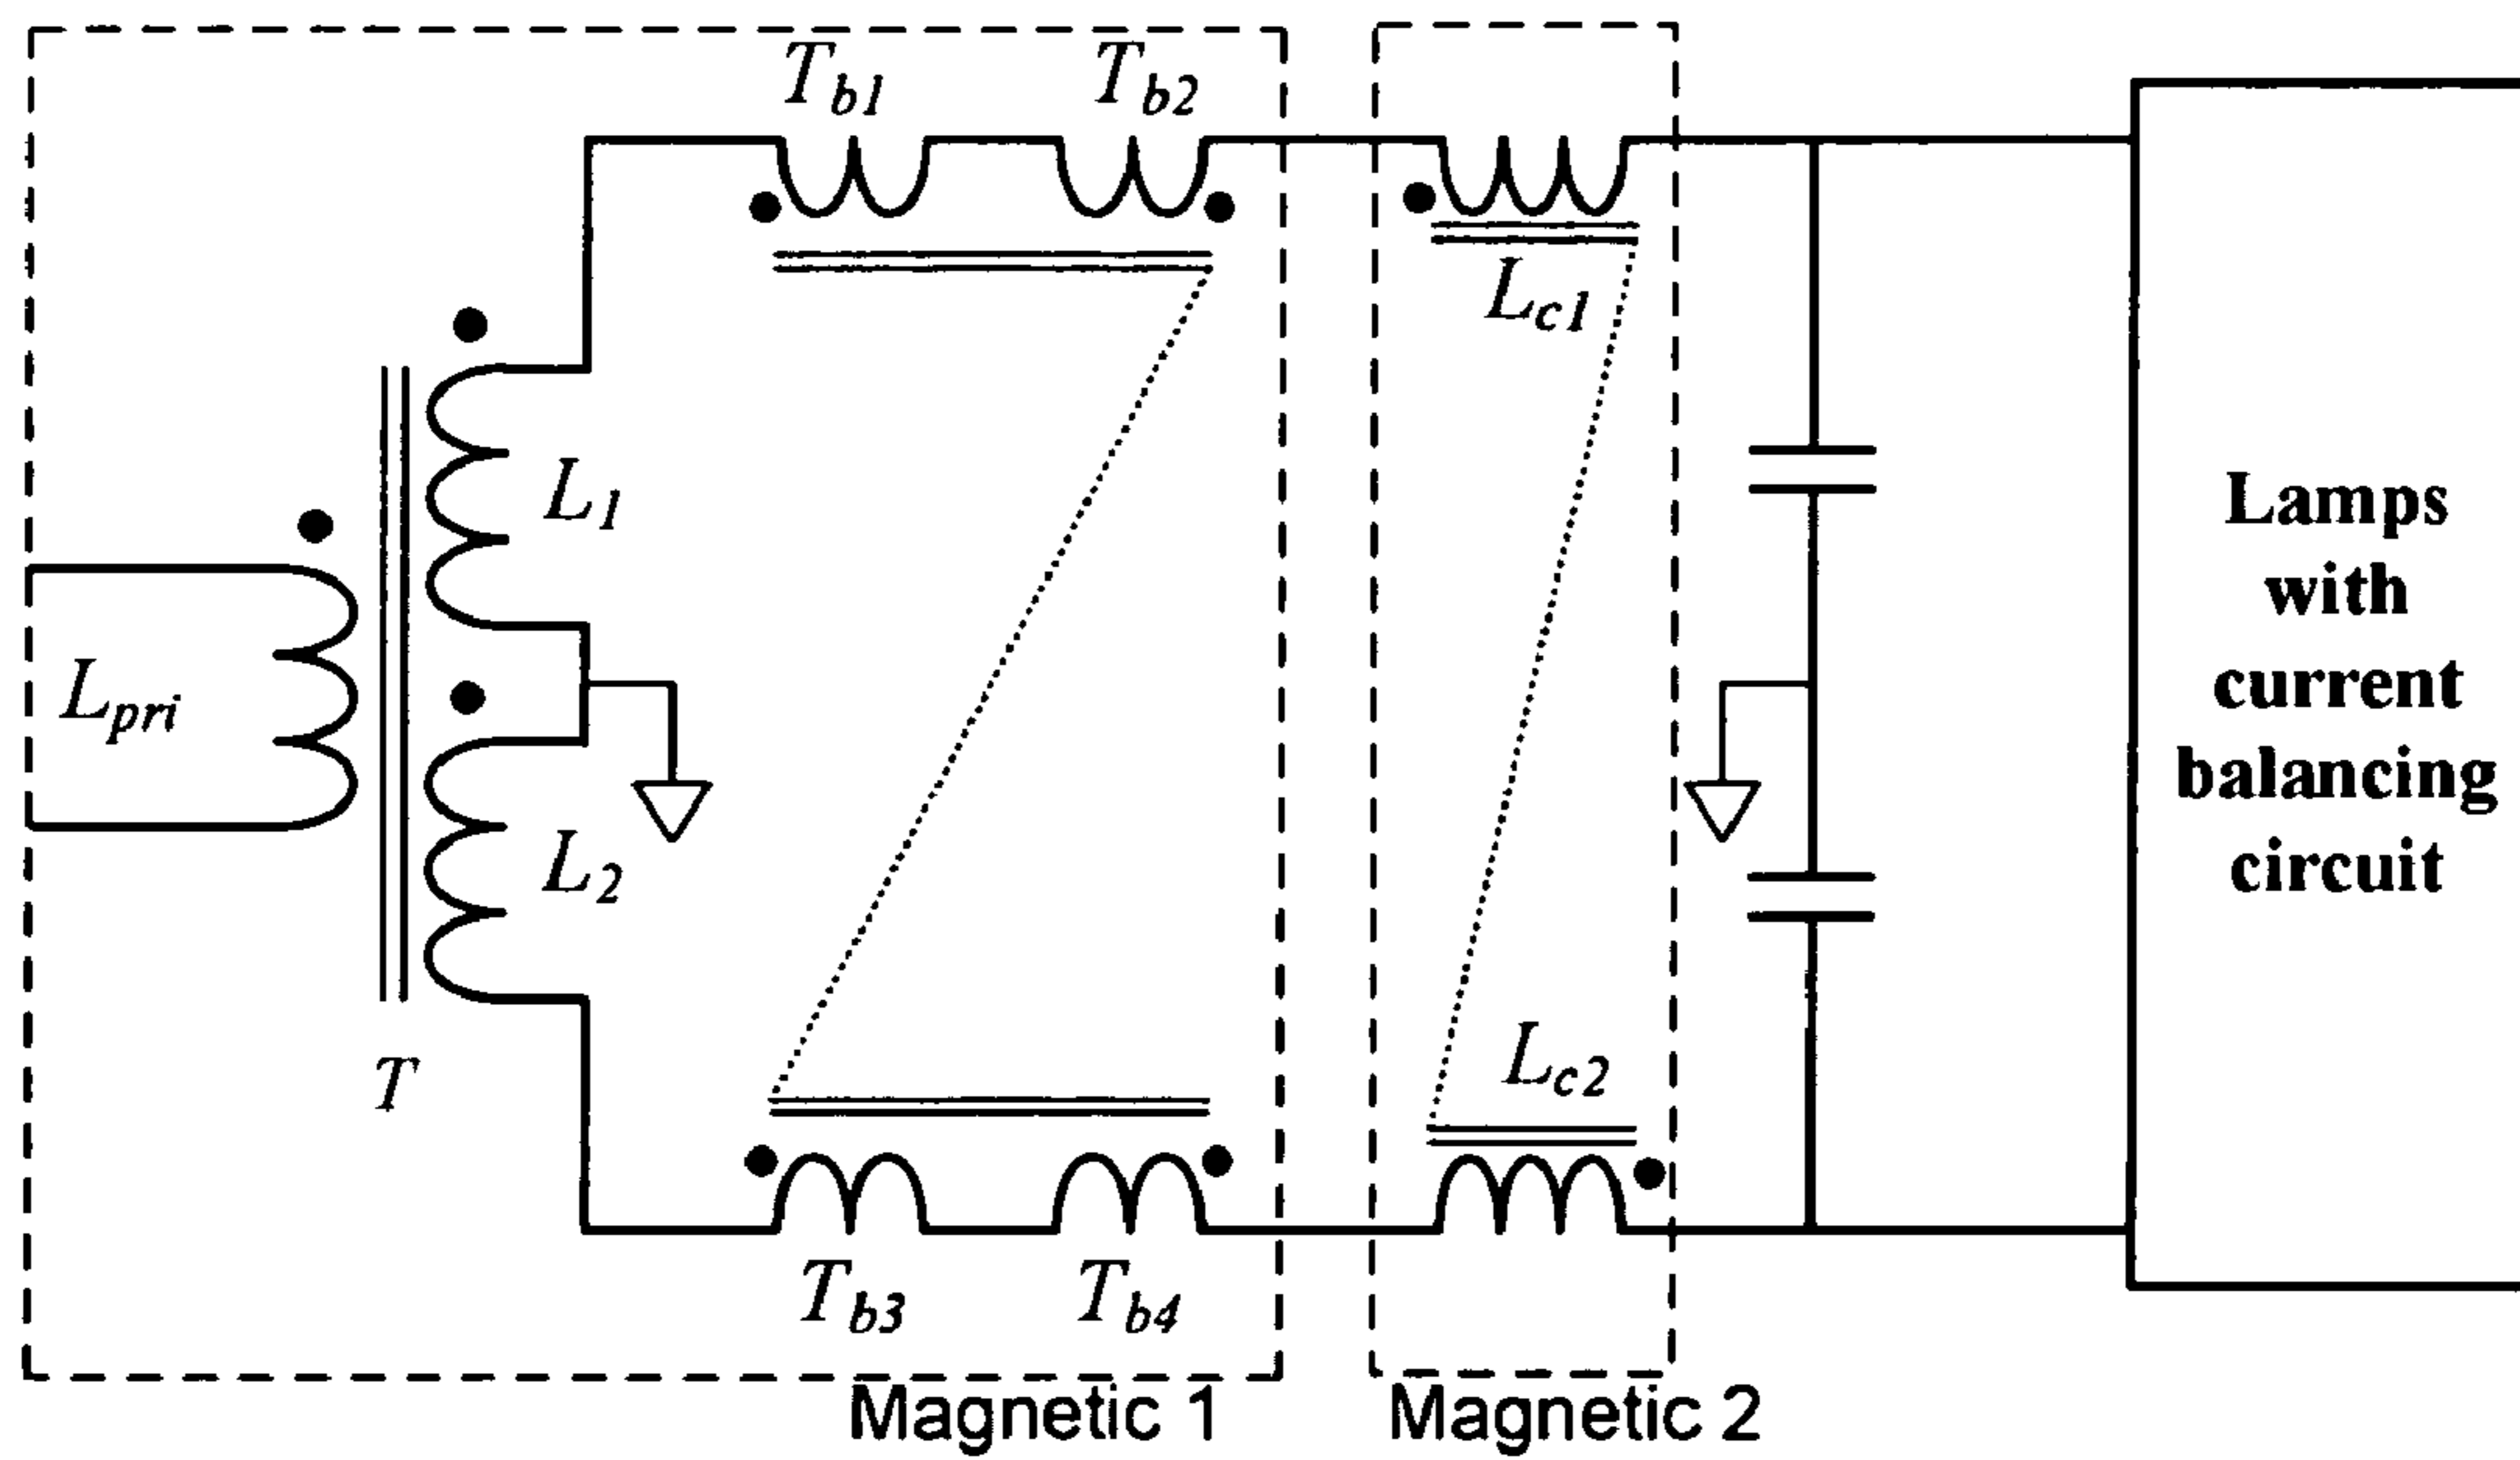 T_b1
T_b2
L_c1
L_1
L_pri
L_2
T
L_c2
T_b3
T_b4
Lamps
with
current
balancing
circuit
Magnetic 1
Magnetic 2